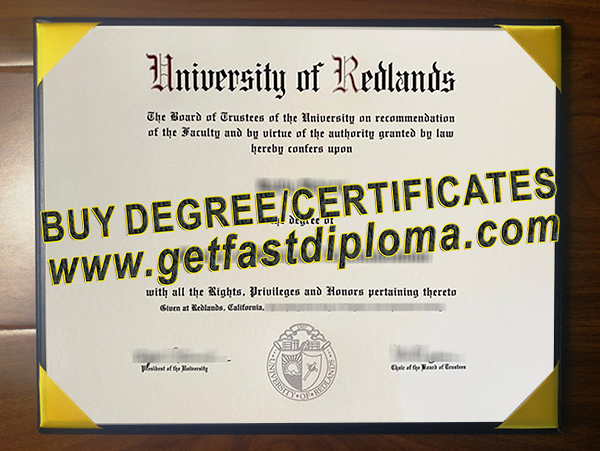 University of Redlands
The Board of Trustees of the University on recommendation
of the Faculty and by virtue of the authority granted by law
hereby confers upon
BUY DEGREE/CERTIFICATES
degree of
www.getfastdiploma.com
with all the Rights, Privileges and Honors pertaining thereto
Given at Redlands, California,
President of the University
Chair of the Board of Trustees
UNIVERSITY OF REDLANDS